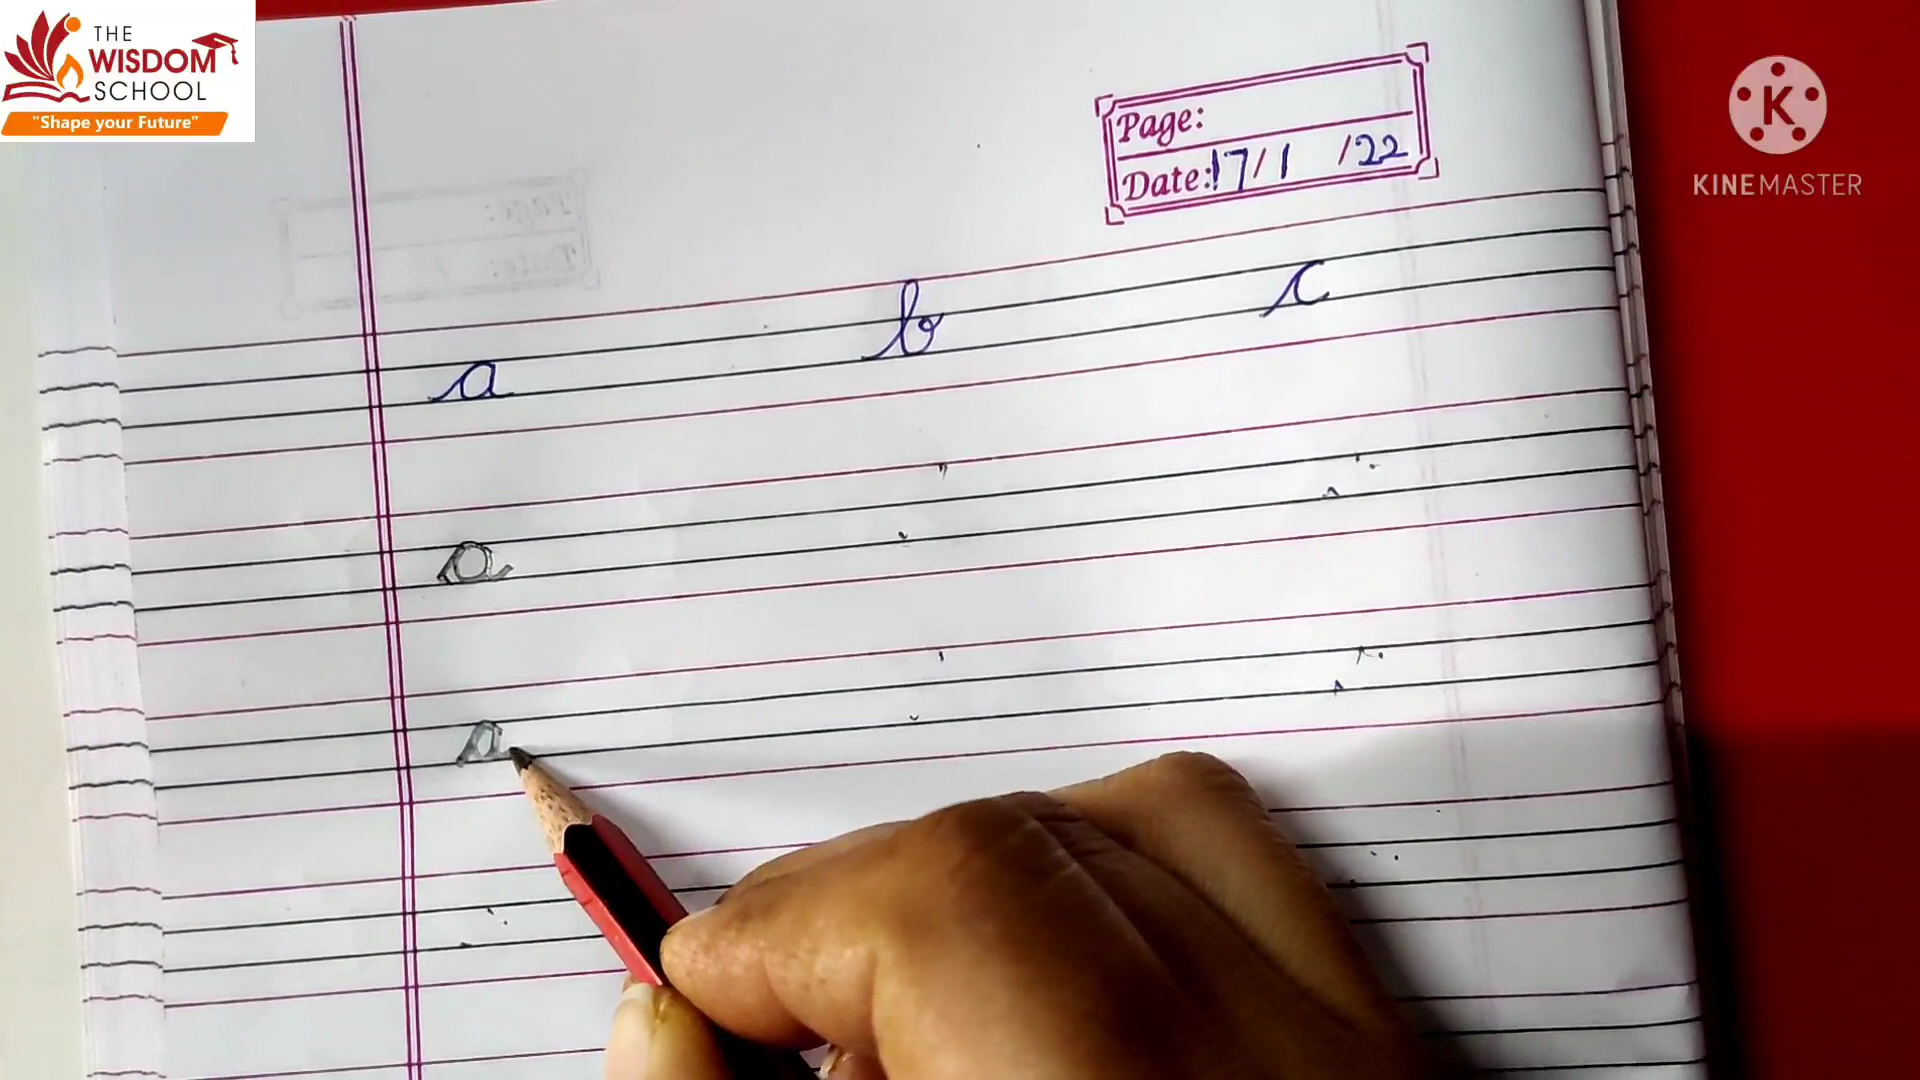 THE
WISDOM
SCHOOL
"Shape your Future"
Page:
Date: 17/1/22
K
KINEMASTER
a b c
a
a